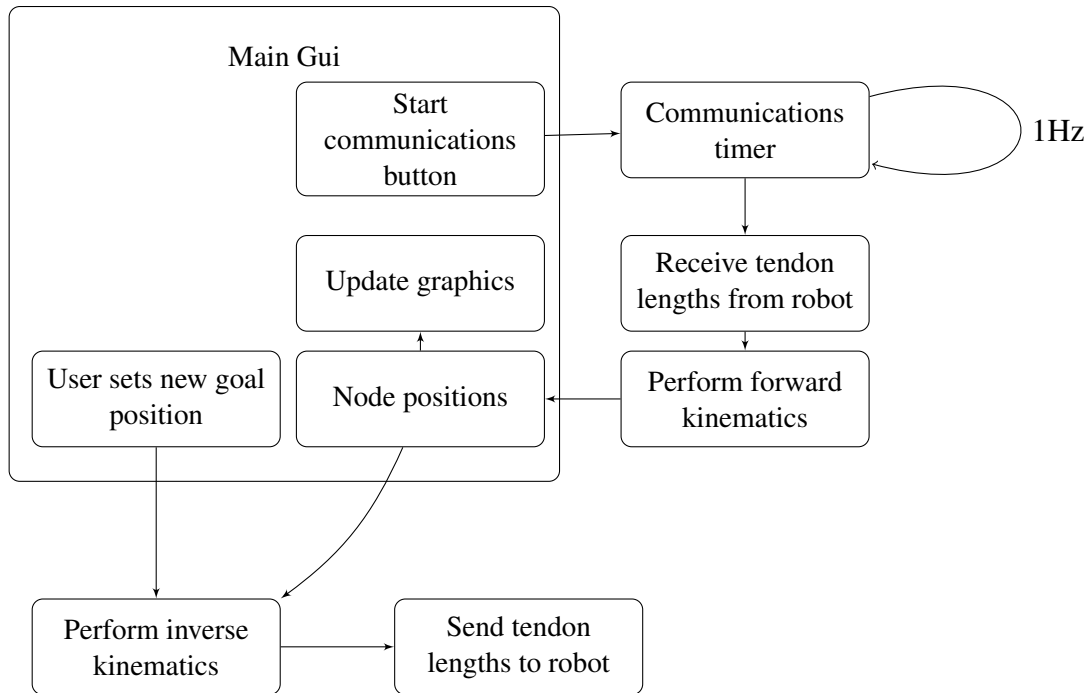 Main Gui
Start
communications
button
Communications
timer
1Hz
Update graphics
Receive tendon
lengths from robot
User sets new goal
position
Node positions
Perform forward
kinematics
Perform inverse
kinematics
Send tendon
lengths to robot